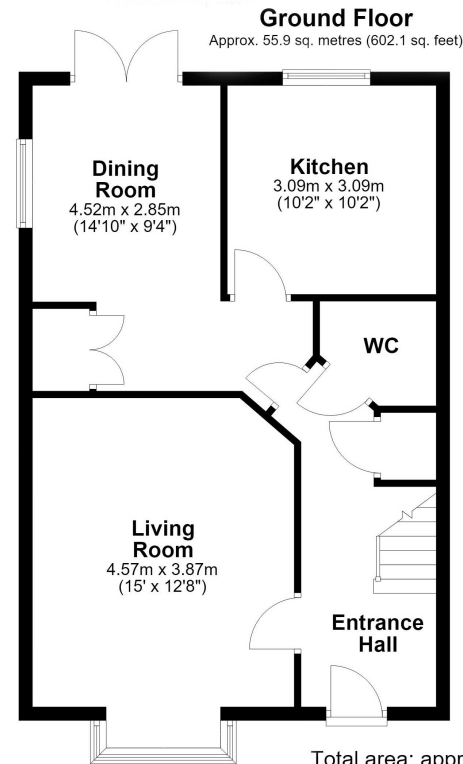 Ground Floor
Approx. 55.9 sq. metres (602.1 sq. feet)
Dining
Room
4.52m x 2.85m
(14'10" x 9'4")
Kitchen
3.09m x 3.09m
(10'2" x 10'2")
WC
Living
Room
4.57m x 3.87m
(15' x 12'8")
Entrance
Hall
Total area: appr